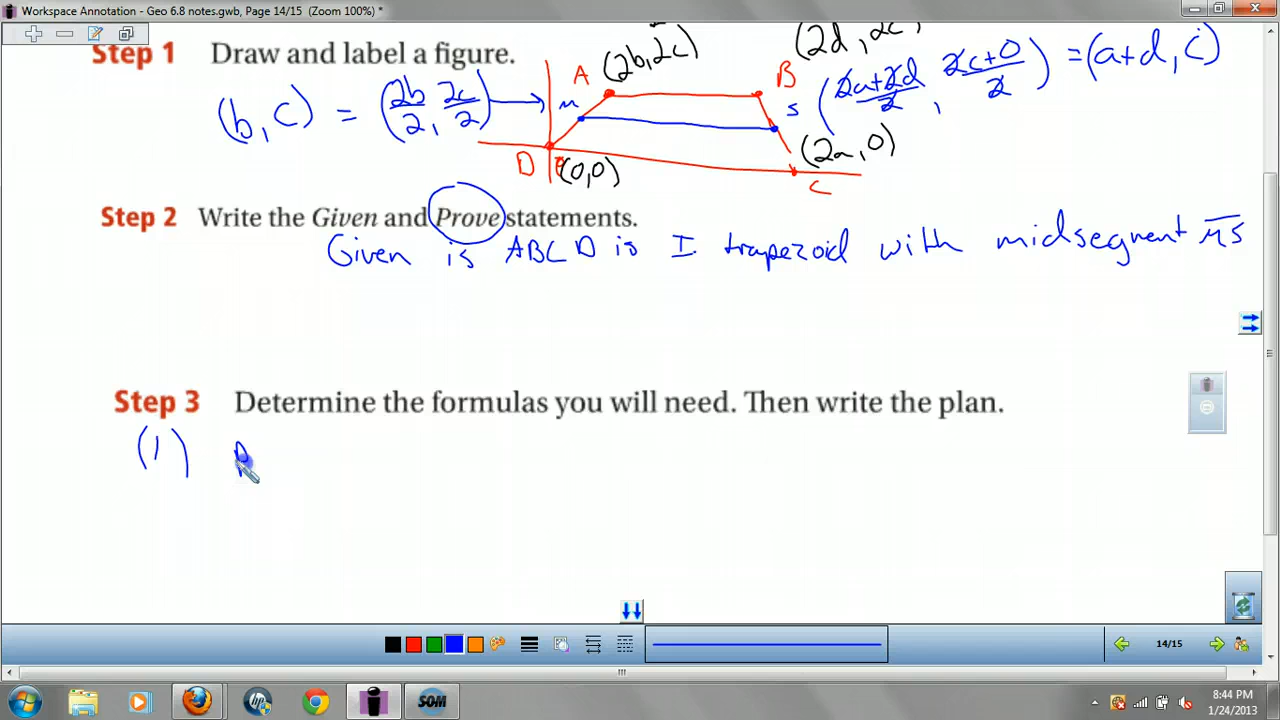 Workspace Annotation - Geo 6.8 notes.gwb, Page 14/15 (Zoom 100%) *
Step 1 Draw and label a figure.
A (2b, 2c) (2d, 2c, B
(b, c) = (2b/2, 2c/2) M S (2a+2d/2, 2c+0/2) = (a+d, c)
D (0,0) (2a, 0) C
Step 2 Write the Given and Prove statements.
Given is ABCD is I trapezoid with midsegment MS
Step 3 Determine the formulas you will need. Then write the plan.
(1)
14/15
SOM
8:44 PM
1/24/2013